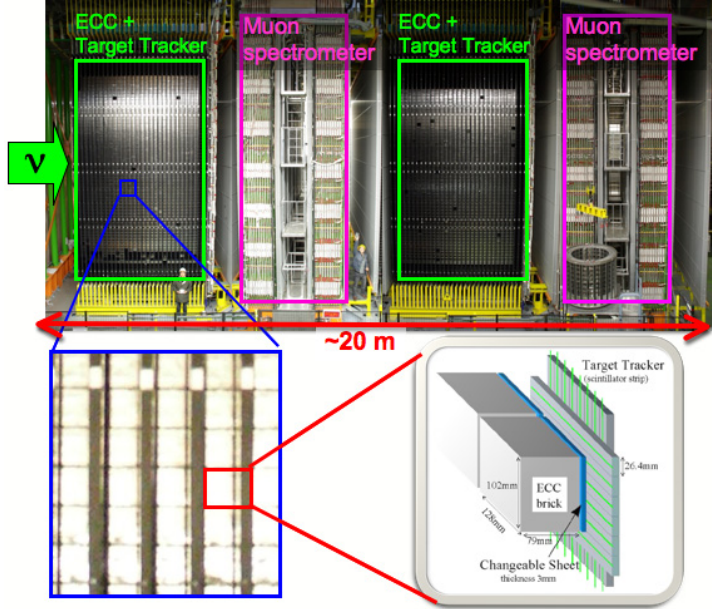 ECC +
Target Tracker
Muon
spectrometer
ECC +
Target Tracker
Muon
spectrometer
ν
~20 m
Target Tracker
(scintillator strip)
26.4mm
102mm
ECC
brick
128mm
79mm
Changeable Sheet
thickness 3mm